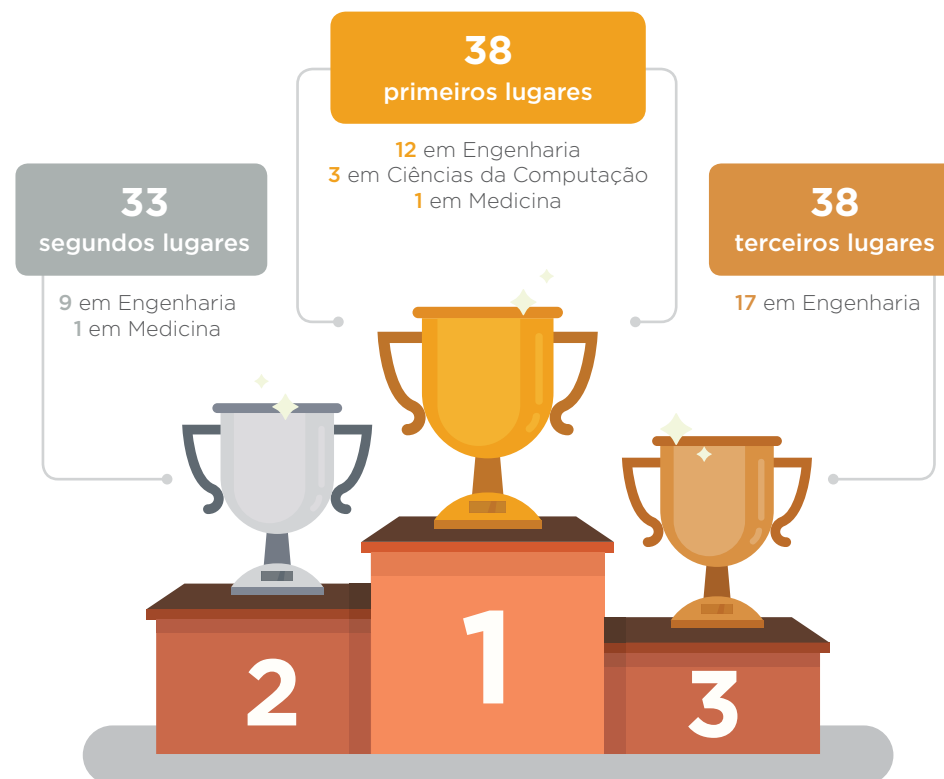 38
primeiros lugares
12 em Engenharia
3 em Ciências da Computação
1 em Medicina
33
segundos lugares
9 em Engenharia
1 em Medicina
38
terceiros lugares
17 em Engenharia
2
1
3